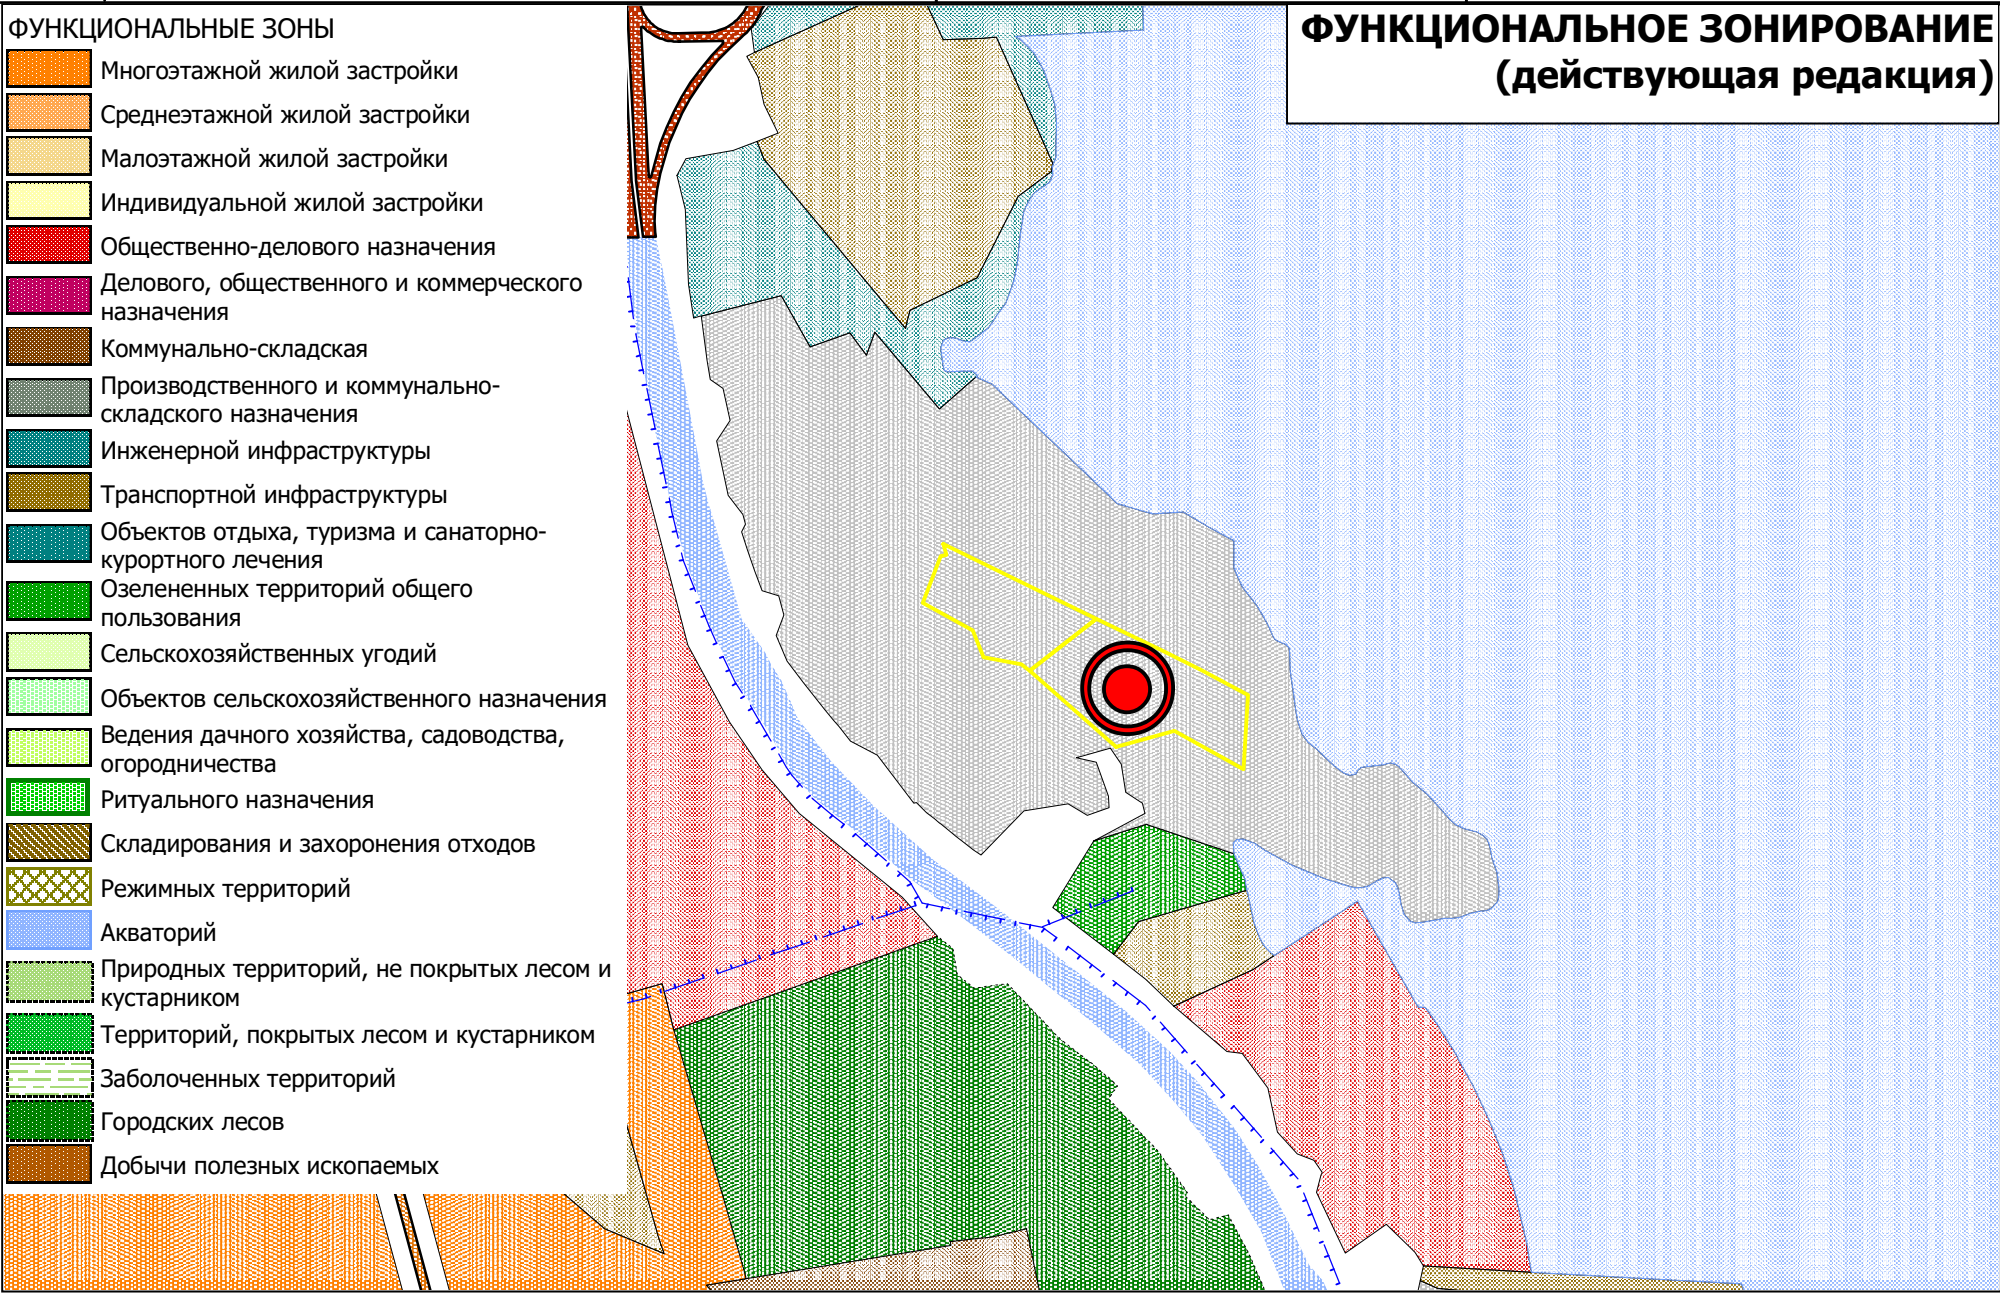 ФУНКЦИОНАЛЬНЫЕ ЗОНЫ
Многоэтажной жилой застройки
Среднеэтажной жилой застройки
Малоэтажной жилой застройки
Индивидуальной жилой застройки
Общественно-делового назначения
Делового, общественного и коммерческого
назначения
Коммунально-складская
Производственного и коммунально-
складского назначения
Инженерной инфраструктуры
Транспортной инфраструктуры
Объектов отдыха, туризма и санаторно-
курортного лечения
Озелененных территорий общего
пользования
Сельскохозяйственных угодий
Объектов сельскохозяйственного назначения
Ведения дачного хозяйства, садоводства,
огородничества
Ритуального назначения
Складирования и захоронения отходов
Режимных территорий
Акваторий
Природных территорий, не покрытых лесом и
кустарником
Территорий, покрытых лесом и кустарником
Заболоченных территорий
Городских лесов
Добычи полезных ископаемых
ФУНКЦИОНАЛЬНОЕ ЗОНИРОВАНИЕ
(действующая редакция)